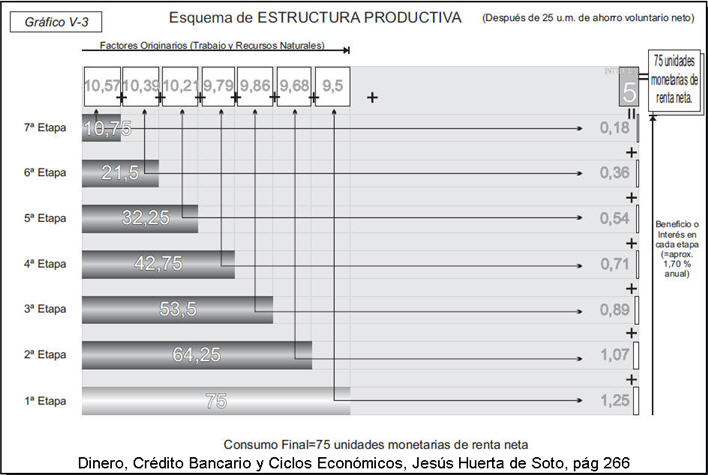 Gráfico V-3
Esquema de ESTRUCTURA PRODUCTIVA
(Después de 25 u.m. de ahorro voluntario neto)
Factores Originarios (Trabajo y Recursos Naturales)
10,57 + 10,39 + 10,21 + 9,79 + 9,86 + 9,68 + 9,5 + 5 =
75 unidades
monetarias
de renta
neta.
7ª Etapa 10,75 0,18
+
6ª Etapa 21,5 0,36
+
5ª Etapa 32,25 0,54
+
4ª Etapa 42,75 0,71
+
3ª Etapa 53,5 0,89
+
2ª Etapa 64,25 1,07
+
1ª Etapa 75 1,25
Beneficio o
Interés en
cada etapa
(=aprox.
1,70 %
anual)
Consumo Final=75 unidades monetarias de renta neta
Dinero, Crédito Bancario y Ciclos Económicos, Jesús Huerta de Soto, pág 266